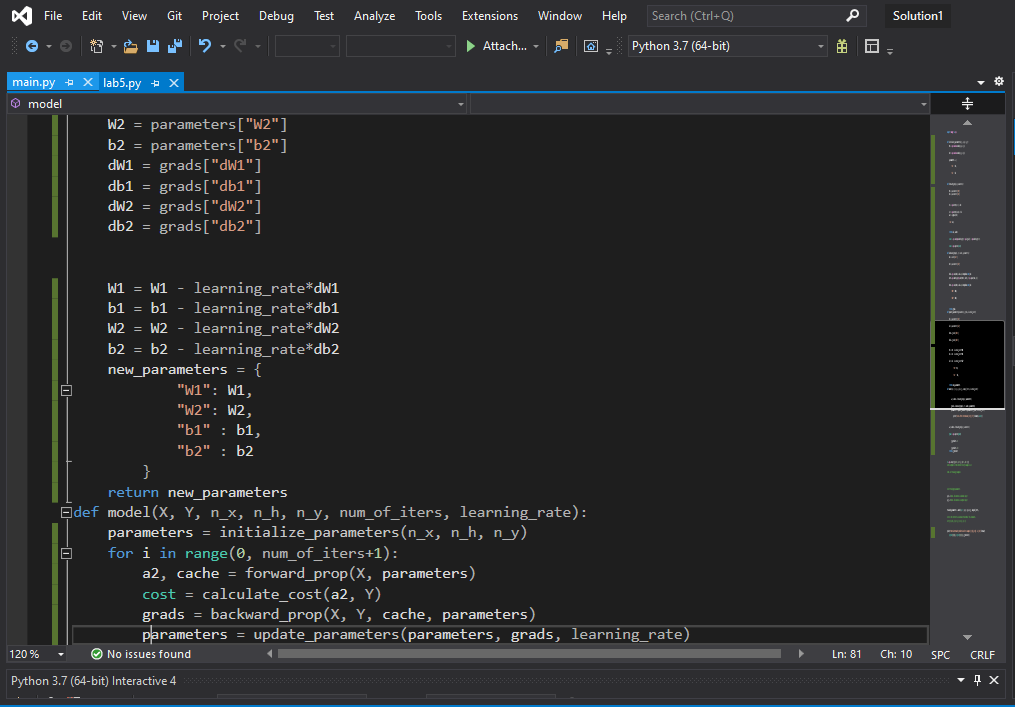 File Edit View Git Project Debug Test Analyze Tools Extensions Window Help Search (Ctrl+Q) Solution1
Attach... Python 3.7 (64-bit)
main.py lab5.py
model
W2 = parameters["W2"]
b2 = parameters["b2"]
dW1 = grads["dW1"]
db1 = grads["db1"]
dW2 = grads["dW2"]
db2 = grads["db2"]
W1 = W1 - learning_rate*dW1
b1 = b1 - learning_rate*db1
W2 = W2 - learning_rate*dW2
b2 = b2 - learning_rate*db2
new_parameters = {
"W1": W1,
"W2": W2,
"b1" : b1,
"b2" : b2
}
return new_parameters
def model(X, Y, n_x, n_h, n_y, num_of_iters, learning_rate):
parameters = initialize_parameters(n_x, n_h, n_y)
for i in range(0, num_of_iters+1):
a2, cache = forward_prop(X, parameters)
cost = calculate_cost(a2, Y)
grads = backward_prop(X, Y, cache, parameters)
parameters = update_parameters(parameters, grads, learning_rate)
120 % No issues found Ln: 81 Ch: 10 SPC CRLF
Python 3.7 (64-bit) Interactive 4